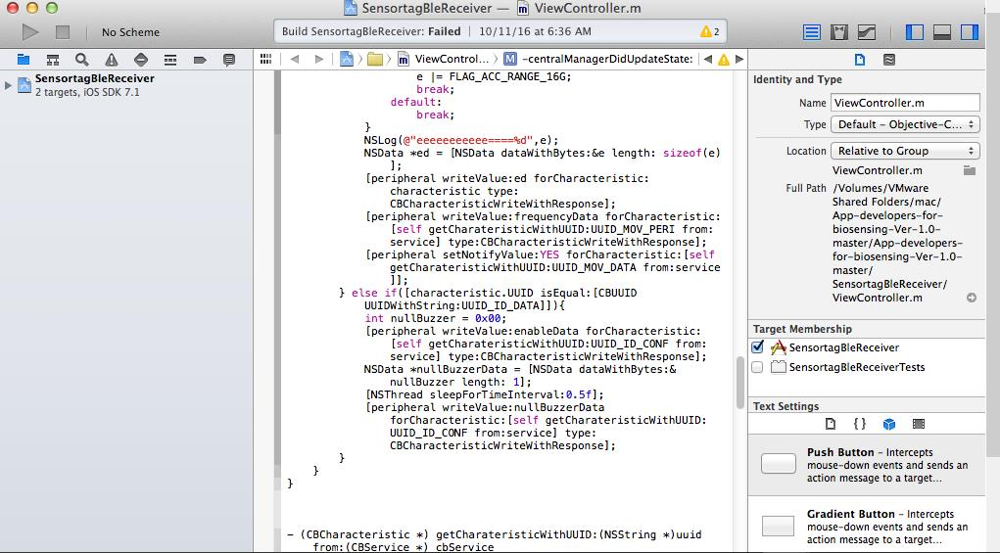 SensortagBleReceiver — ViewController.m
No Scheme
Build SensortagBleReceiver: Failed | 10/11/16 at 6:36 AM
2
ViewControl...
-centralManagerDidUpdateState:
SensortagBleReceiver
2 targets, iOS SDK 7.1
e |= FLAG_ACC_RANGE_16G;
break;
default:
break;
}
NSLog(@"eeeeeeeeeee====%d",e);
NSData *ed = [NSData dataWithBytes:&e length: sizeof(e)
];
[peripheral writeValue:ed forCharacteristic:
characteristic type:
CBCharacteristicWriteWithResponse];
[peripheral writeValue:frequencyData forCharacteristic:
[self getCharateristicWithUUID:UUID_MOV_PERI from:
service] type:CBCharacteristicWriteWithResponse];
[peripheral setNotifyValue:YES forCharacteristic:[self
getCharateristicWithUUID:UUID_MOV_DATA from:service
]];
} else if([characteristic.UUID isEqual:[CBUUID
UUIDWithString:UUID_ID_DATA]]){
int nullBuzzer = 0x00;
[peripheral writeValue:enableData forCharacteristic:
[self getCharateristicWithUUID:UUID_ID_CONF from:
service] type:CBCharacteristicWriteWithResponse];
NSData *nullBuzzerData = [NSData dataWithBytes:&
nullBuzzer length: 1];
[NSThread sleepForTimeInterval:0.5f];
[peripheral writeValue:nullBuzzerData
forCharacteristic:[self getCharateristicWithUUID:
UUID_ID_CONF from:service] type:
CBCharacteristicWriteWithResponse];
}
}
}
- (CBCharacteristic *) getCharateristicWithUUID:(NSString *)uuid
from:(CBService *) cbService
Identity and Type
Name ViewController.m
Type Default - Objective-C...
Location Relative to Group
ViewController.m
Full Path /Volumes/VMware
Shared Folders/mac/
App-developers-for-
biosensing-Ver-1.0-
master/App-developers-
for-biosensing-Ver-1.0-
master/
SensortagBleReceiver/
ViewController.m
Target Membership
SensortagBleReceiver
SensortagBleReceiverTests
Text Settings
{ }
Push Button - Intercepts
mouse-down events and sends an
action message to a target...
Gradient Button - Intercepts
mouse-down events and sends an
action message to a target...